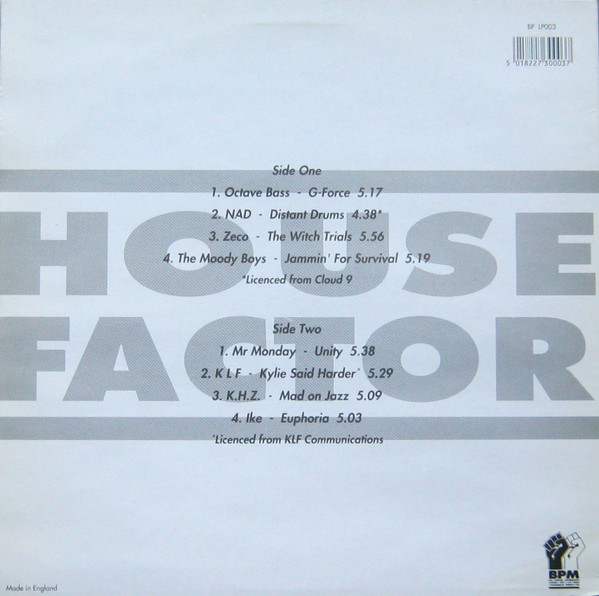 BP LP003
5 018227 300037
HOUSE
FACTOR
Side One
1. Octave Bass - G-Force 5.17
2. NAD - Distant Drums 4.38*
3. Zeco - The Witch Trials 5.56
4. The Moody Boys - Jammin' For Survival 5.19
*Licenced from Cloud 9
Side Two
1. Mr Monday - Unity 5.38
2. K L F - Kylie Said Harder* 5.29
3. K.H.Z. - Mad on Jazz 5.09
4. Ike - Euphoria 5.03
*Licenced from KLF Communications
Made in England
BPM